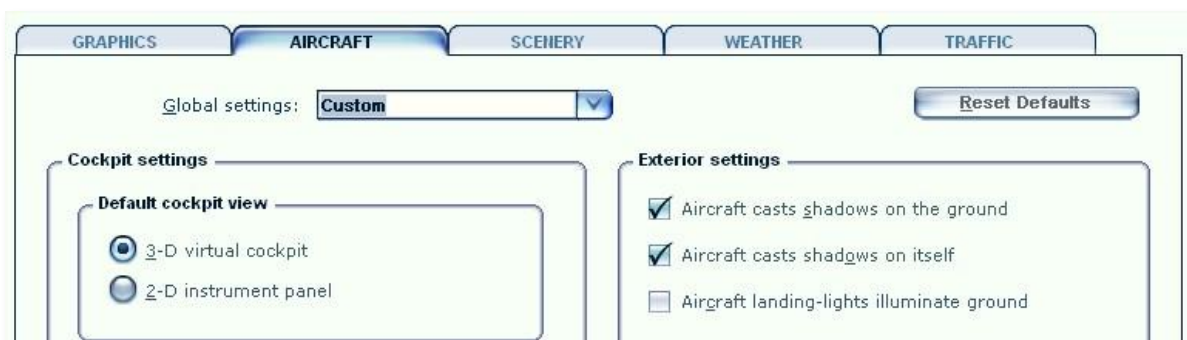 GRAPHICS AIRCRAFT SCENERY WEATHER TRAFFIC
Global settings: Custom Reset Defaults
Cockpit settings
Default cockpit view
3-D virtual cockpit
2-D instrument panel
Exterior settings
Aircraft casts shadows on the ground
Aircraft casts shadows on itself
Aircraft landing-lights illuminate ground